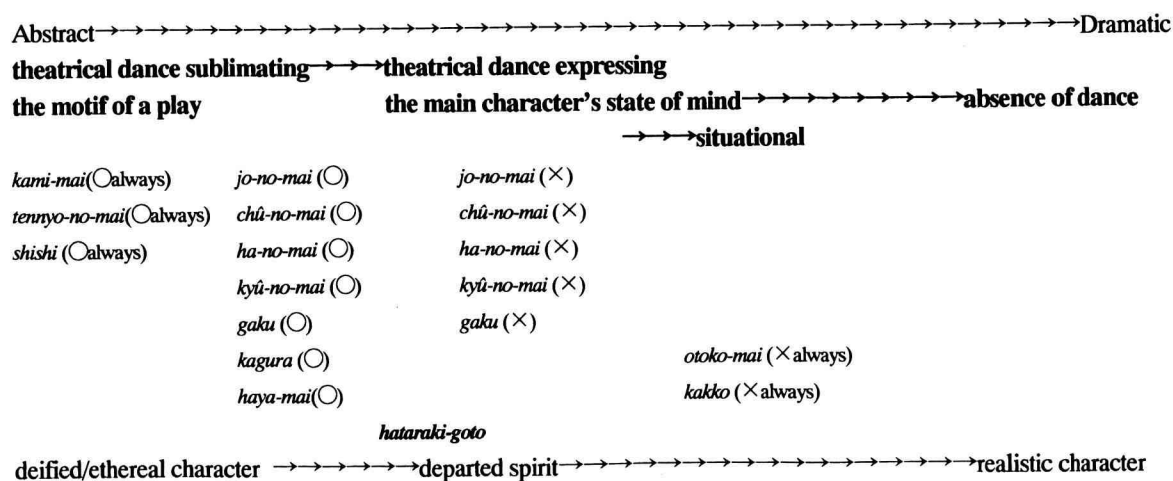 Abstract→→→→→→→→→→→→→→→→→→→→→→→→→→→→→→→→→→→→→→→→→→→Dramatic
theatrical dance sublimating→→→theatrical dance expressing
the motif of a play the main character's state of mind→→→→→→→→→→absence of dance
→→→→situational
kami-mai(○always) jo-no-mai (○) jo-no-mai (×)
tennyo-no-mai(○always) chû-no-mai (○) chû-no-mai (×)
shishi (○always) ha-no-mai (○) ha-no-mai (×)
kyû-no-mai (○) kyû-no-mai (×)
gaku (○) gaku (×)
kagura (○) otoko-mai (×always)
haya-mai(○) kakko (×always)
hataraki-goto
deified/ethereal character →→→→→→→departed spirit→→→→→→→→→→→→→→→→→→→realistic character